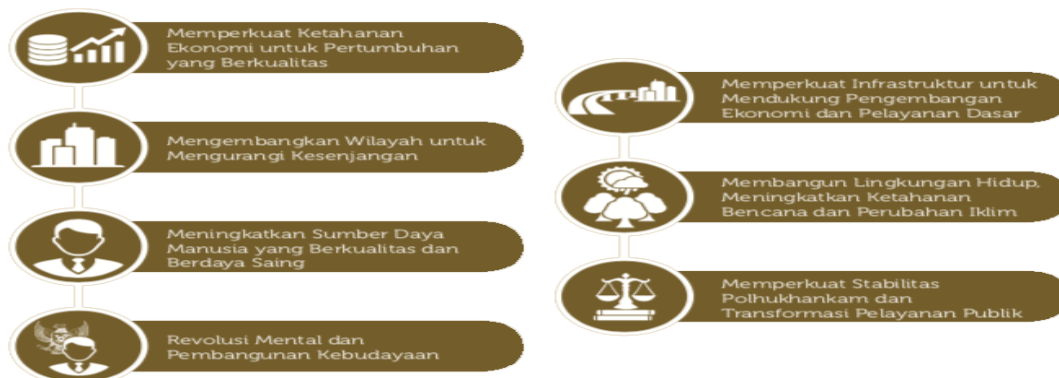 Memperkuat Ketahanan
Ekonomi untuk Pertumbuhan
yang Berkualitas
Mengembangkan Wilayah untuk
Mengurangi Kesenjangan
Meningkatkan Sumber Daya
Manusia yang Berkualitas dan
Berdaya Saing
Revolusi Mental dan
Pembangunan Kebudayaan
Memperkuat Infrastruktur untuk
Mendukung Pengembangan
Ekonomi dan Pelayanan Dasar
Membangun Lingkungan Hidup,
Meningkatkan Ketahanan
Bencana dan Perubahan Iklim
Memperkuat Stabilitas
Polhukhankam dan
Transformasi Pelayanan Publik